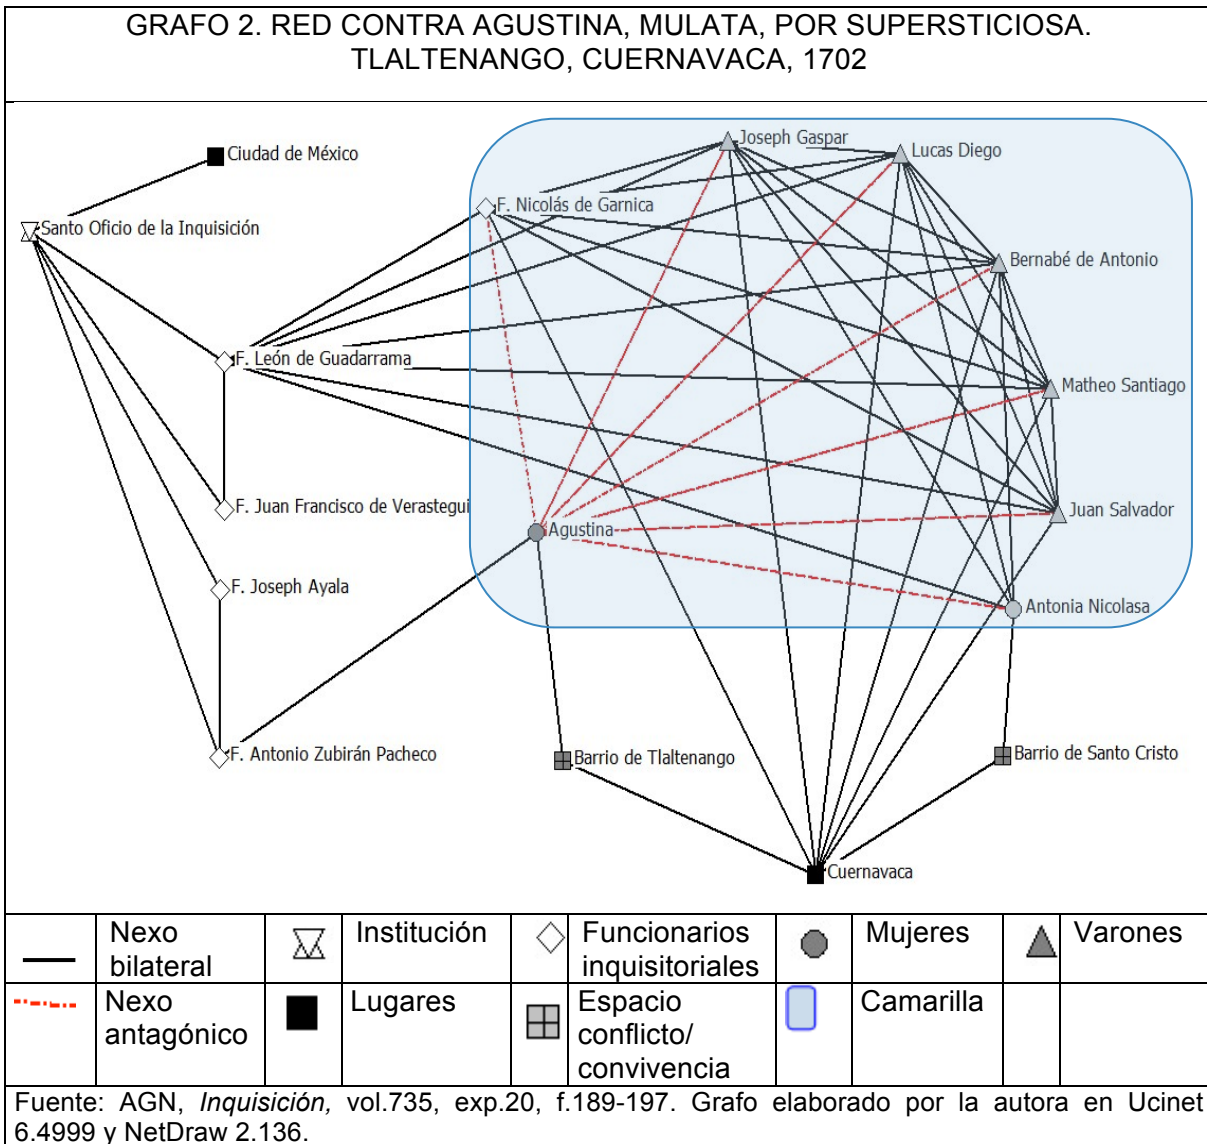 GRAFO 2. RED CONTRA AGUSTINA, MULATA, POR SUPERSTICIOSA.
TLALTENANGO, CUERNAVACA, 1702
Joseph Gaspar
Lucas Diego
Ciudad de México
F. Nicolás de Garnica
Santo Oficio de la Inquisición
Bernabé de Antonio
F. León de Guadarrama
Matheo Santiago
F. Juan Francisco de Verastegui
Juan Salvador
Agustina
F. Joseph Ayala
Antonia Nicolasa
F. Antonio Zubirán Pacheco
Barrio de Tlaltenango
Barrio de Santo Cristo
Cuernavaca
Nexo
bilateral
Institución
Funcionarios
inquisitoriales
Mujeres
Varones
Nexo
antagónico
Lugares
Espacio
conflicto/
convivencia
Camarilla
Fuente: AGN, Inquisición, vol.735, exp.20, f.189-197. Grafo elaborado por la autora en Ucinet
6.4999 y NetDraw 2.136.